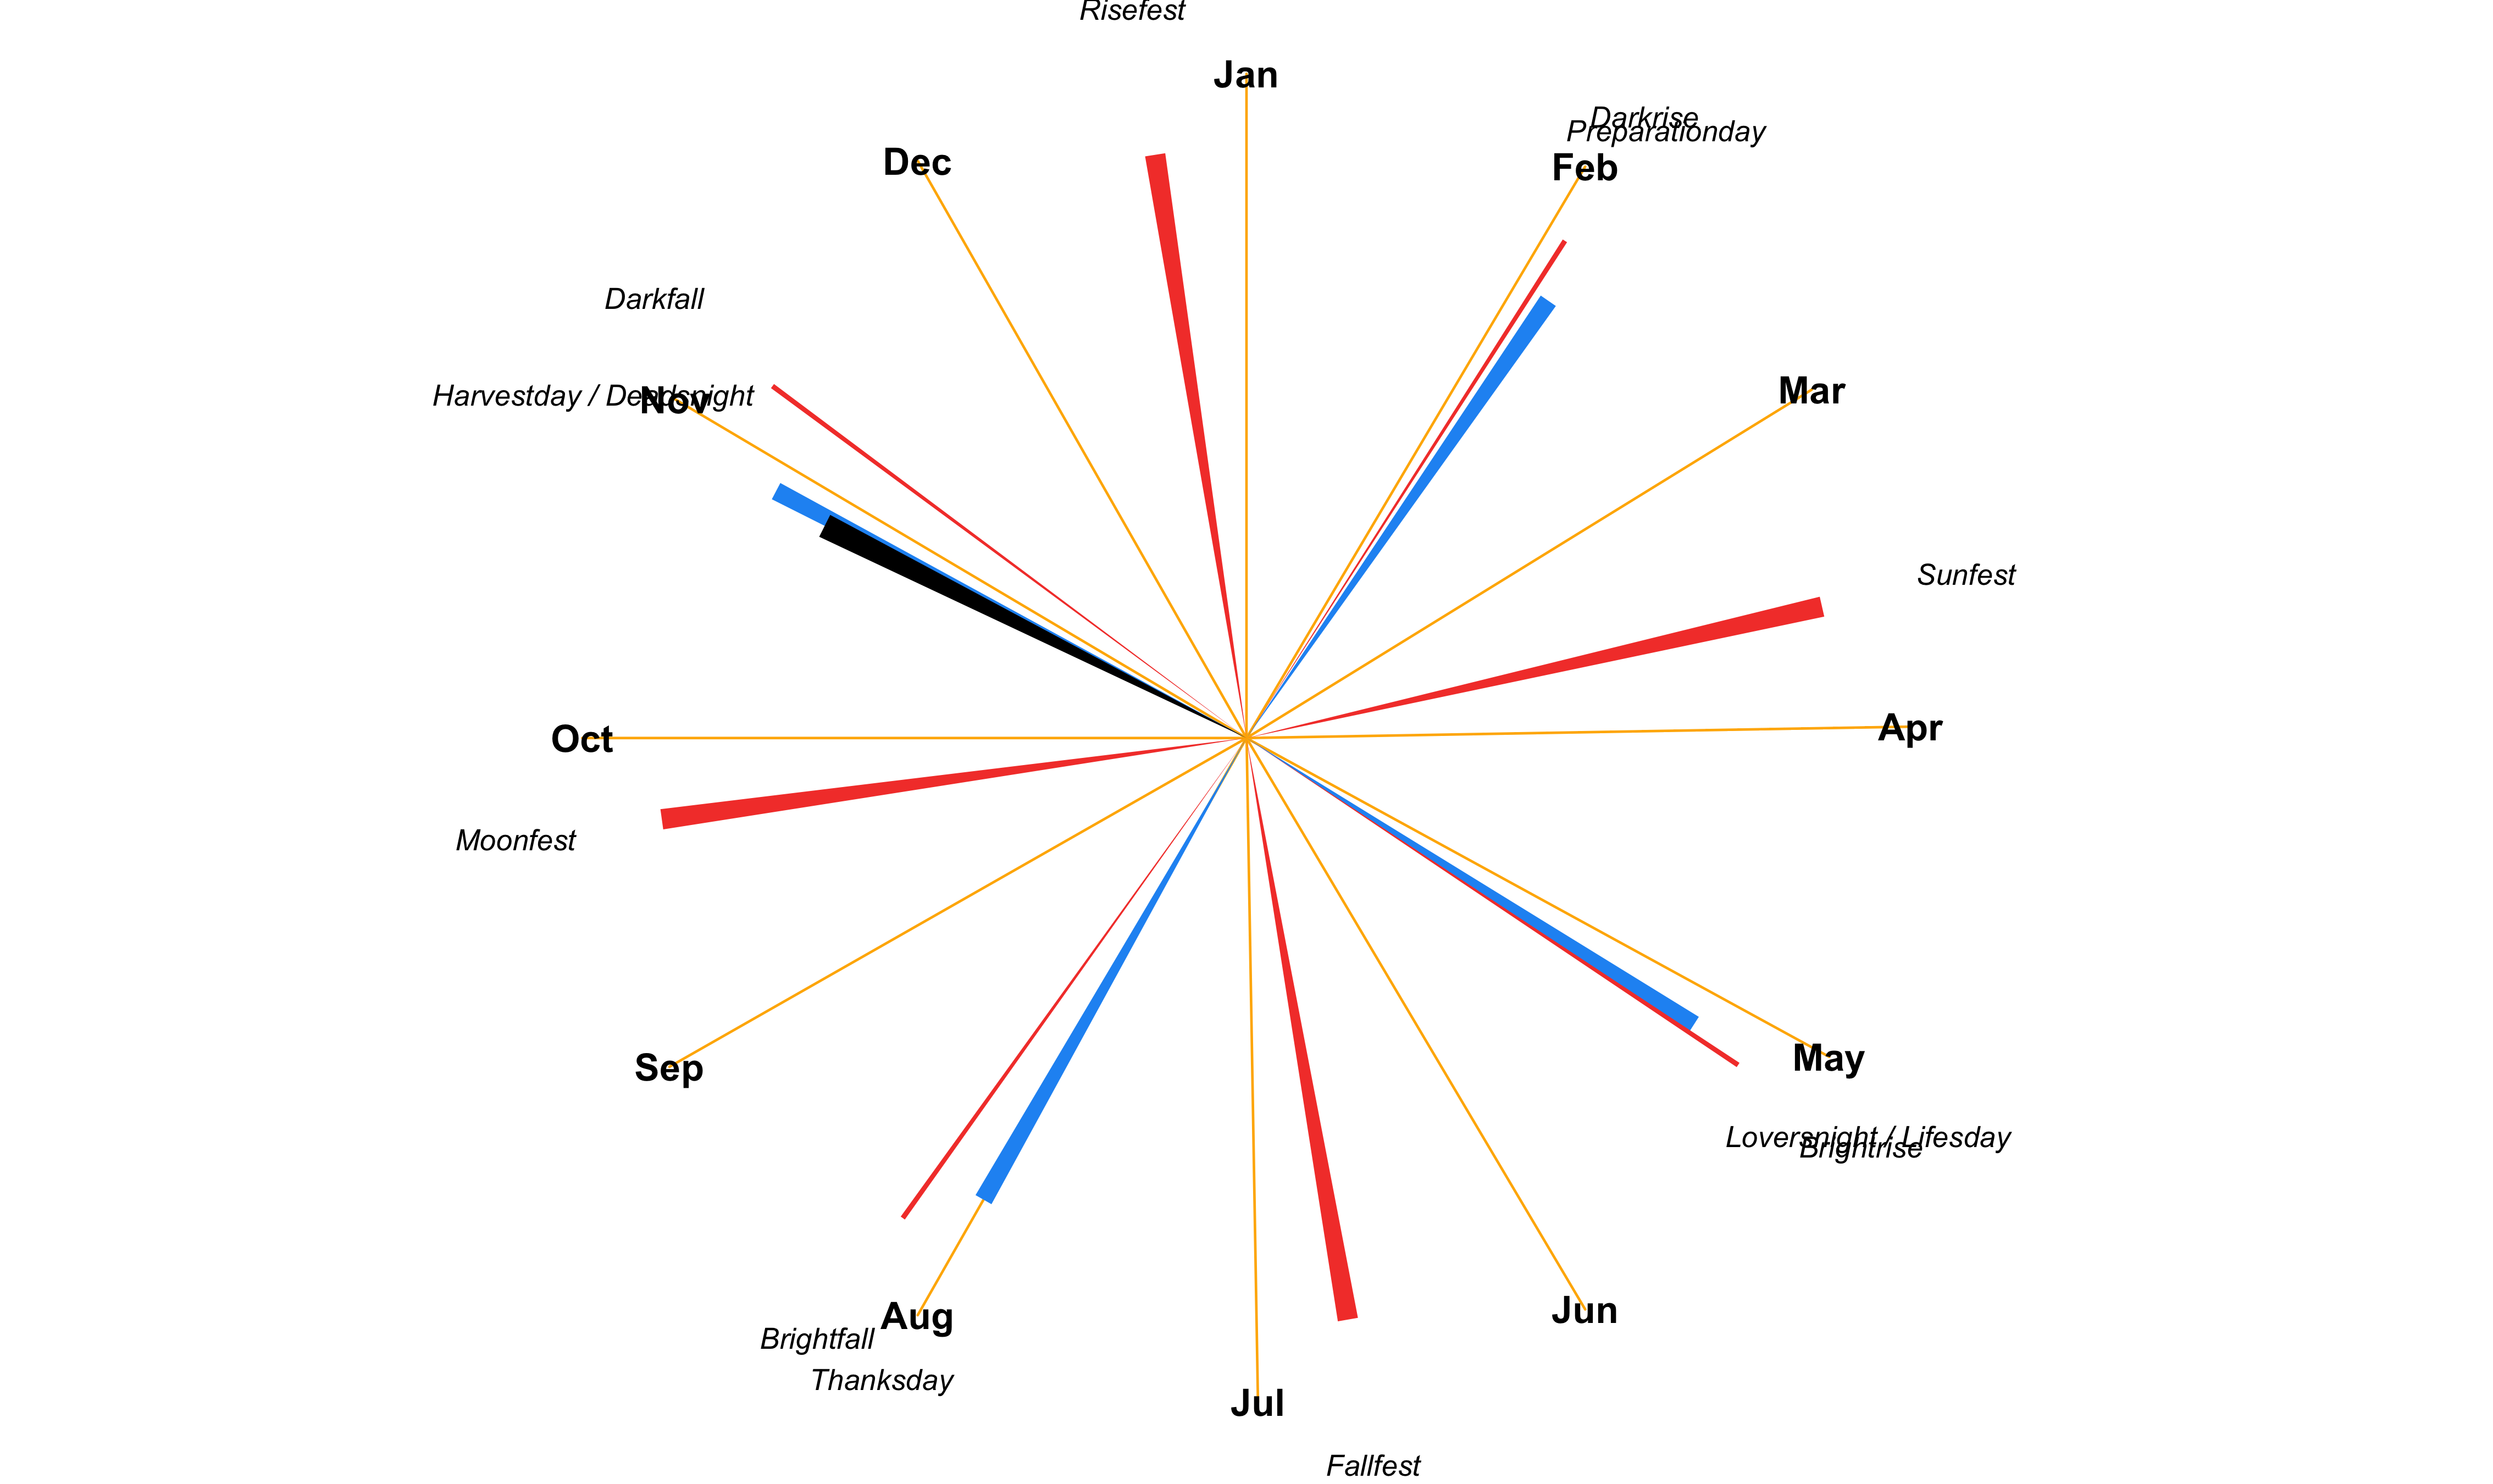 Risefest
Jan
Darkrise
Preparationday
Dec
Feb
Darkfall
Mar
Harvestday / Deadsnight
Nov
Sunfest
Apr
Oct
Moonfest
May
Sep
Loversnight / Lifesday
Brightrise
Jun
Aug
Brightfall
Thanksday
Jul
Fallfest